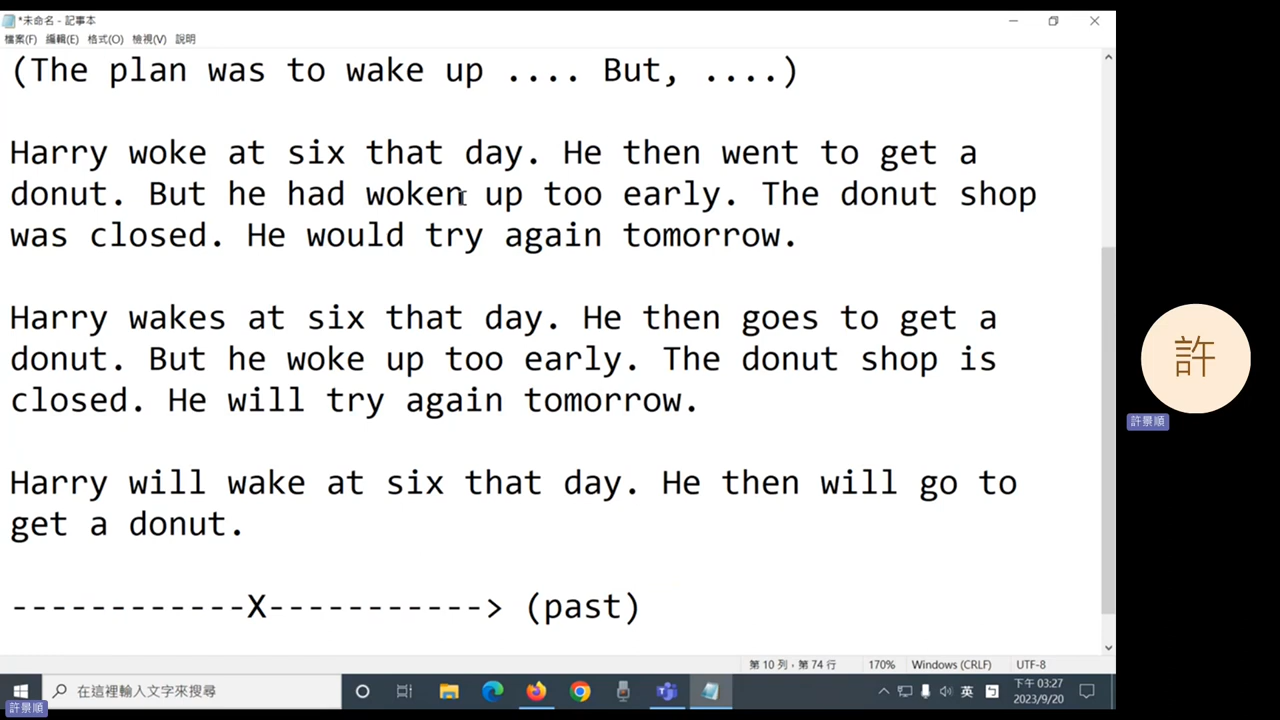 *未命名 - 記事本
檔案(F) 編輯(E) 格式(O) 檢視(V) 說明
(The plan was to wake up .... But, ....)
Harry woke at six that day. He then went to get a
donut. But he had woken up too early. The donut shop
was closed. He would try again tomorrow.
Harry wakes at six that day. He then goes to get a
donut. But he woke up too early. The donut shop is
closed. He will try again tomorrow.
Harry will wake at six that day. He then will go to
get a donut.
------------X-----------> (past)
許
許景順
第 10 列，第 74 行 170% Windows (CRLF) UTF-8
在這裡輸入文字來搜尋
英
下午 03:27
2023/9/20
許景順